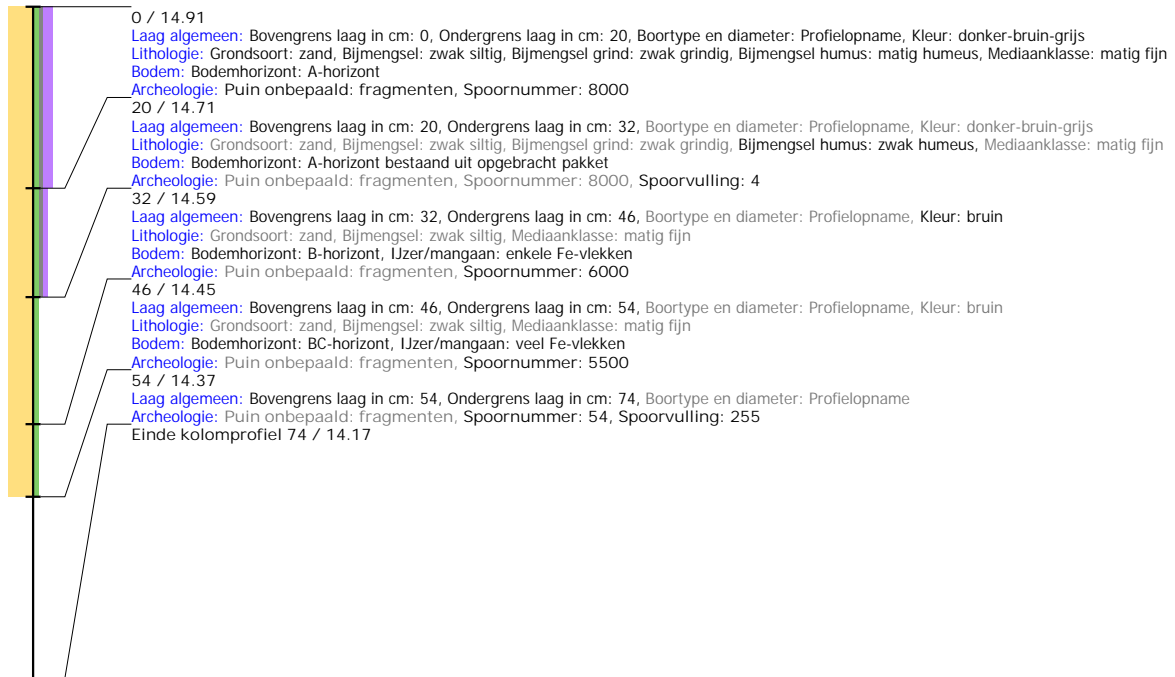 0 / 14.91
Laag algemeen: Bovengrens laag in cm: 0, Ondergrens laag in cm: 20, Boortype en diameter: Profielopname, Kleur: donker-bruin-grijs
Lithologie: Grondsoort: zand, Bijmengsel: zwak siltig, Bijmengsel grind: zwak grindig, Bijmengsel humus: matig humeus, Mediaanklasse: matig fijn
Bodem: Bodemhorizont: A-horizont
Archeologie: Puin onbepaald: fragmenten, Spoornummer: 8000
20 / 14.71
Laag algemeen: Bovengrens laag in cm: 20, Ondergrens laag in cm: 32, Boortype en diameter: Profielopname, Kleur: donker-bruin-grijs
Lithologie: Grondsoort: zand, Bijmengsel: zwak siltig, Bijmengsel grind: zwak grindig, Bijmengsel humus: zwak humeus, Mediaanklasse: matig fijn
Bodem: Bodemhorizont: A-horizont bestaand uit opgebracht pakket
Archeologie: Puin onbepaald: fragmenten, Spoornummer: 8000, Spoorvulling: 4
32 / 14.59
Laag algemeen: Bovengrens laag in cm: 32, Ondergrens laag in cm: 46, Boortype en diameter: Profielopname, Kleur: bruin
Lithologie: Grondsoort: zand, Bijmengsel: zwak siltig, Mediaanklasse: matig fijn
Bodem: Bodemhorizont: B-horizont, IJzer/mangaan: enkele Fe-vlekken
Archeologie: Puin onbepaald: fragmenten, Spoornummer: 6000
46 / 14.45
Laag algemeen: Bovengrens laag in cm: 46, Ondergrens laag in cm: 54, Boortype en diameter: Profielopname, Kleur: bruin
Lithologie: Grondsoort: zand, Bijmengsel: zwak siltig, Mediaanklasse: matig fijn
Bodem: Bodemhorizont: BC-horizont, IJzer/mangaan: veel Fe-vlekken
Archeologie: Puin onbepaald: fragmenten, Spoornummer: 5500
54 / 14.37
Laag algemeen: Bovengrens laag in cm: 54, Ondergrens laag in cm: 74, Boortype en diameter: Profielopname
Archeologie: Puin onbepaald: fragmenten, Spoornummer: 54, Spoorvulling: 255
Einde kolomprofiel 74 / 14.17